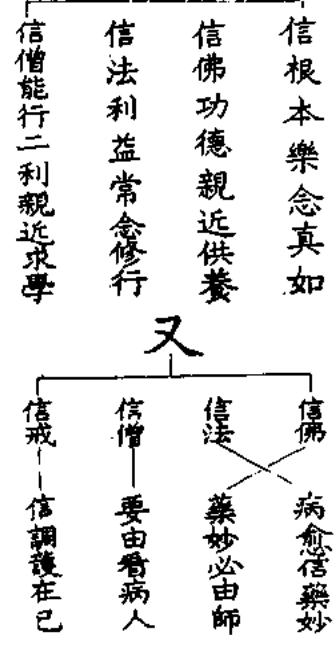 信根本樂念真如
信佛功德親近供養
信法利益常念修行
信僧能行二利親近求學
又
信佛
信法
信僧
信戒
病愈信藥妙
藥妙必由師
要由看病人
信調護在己